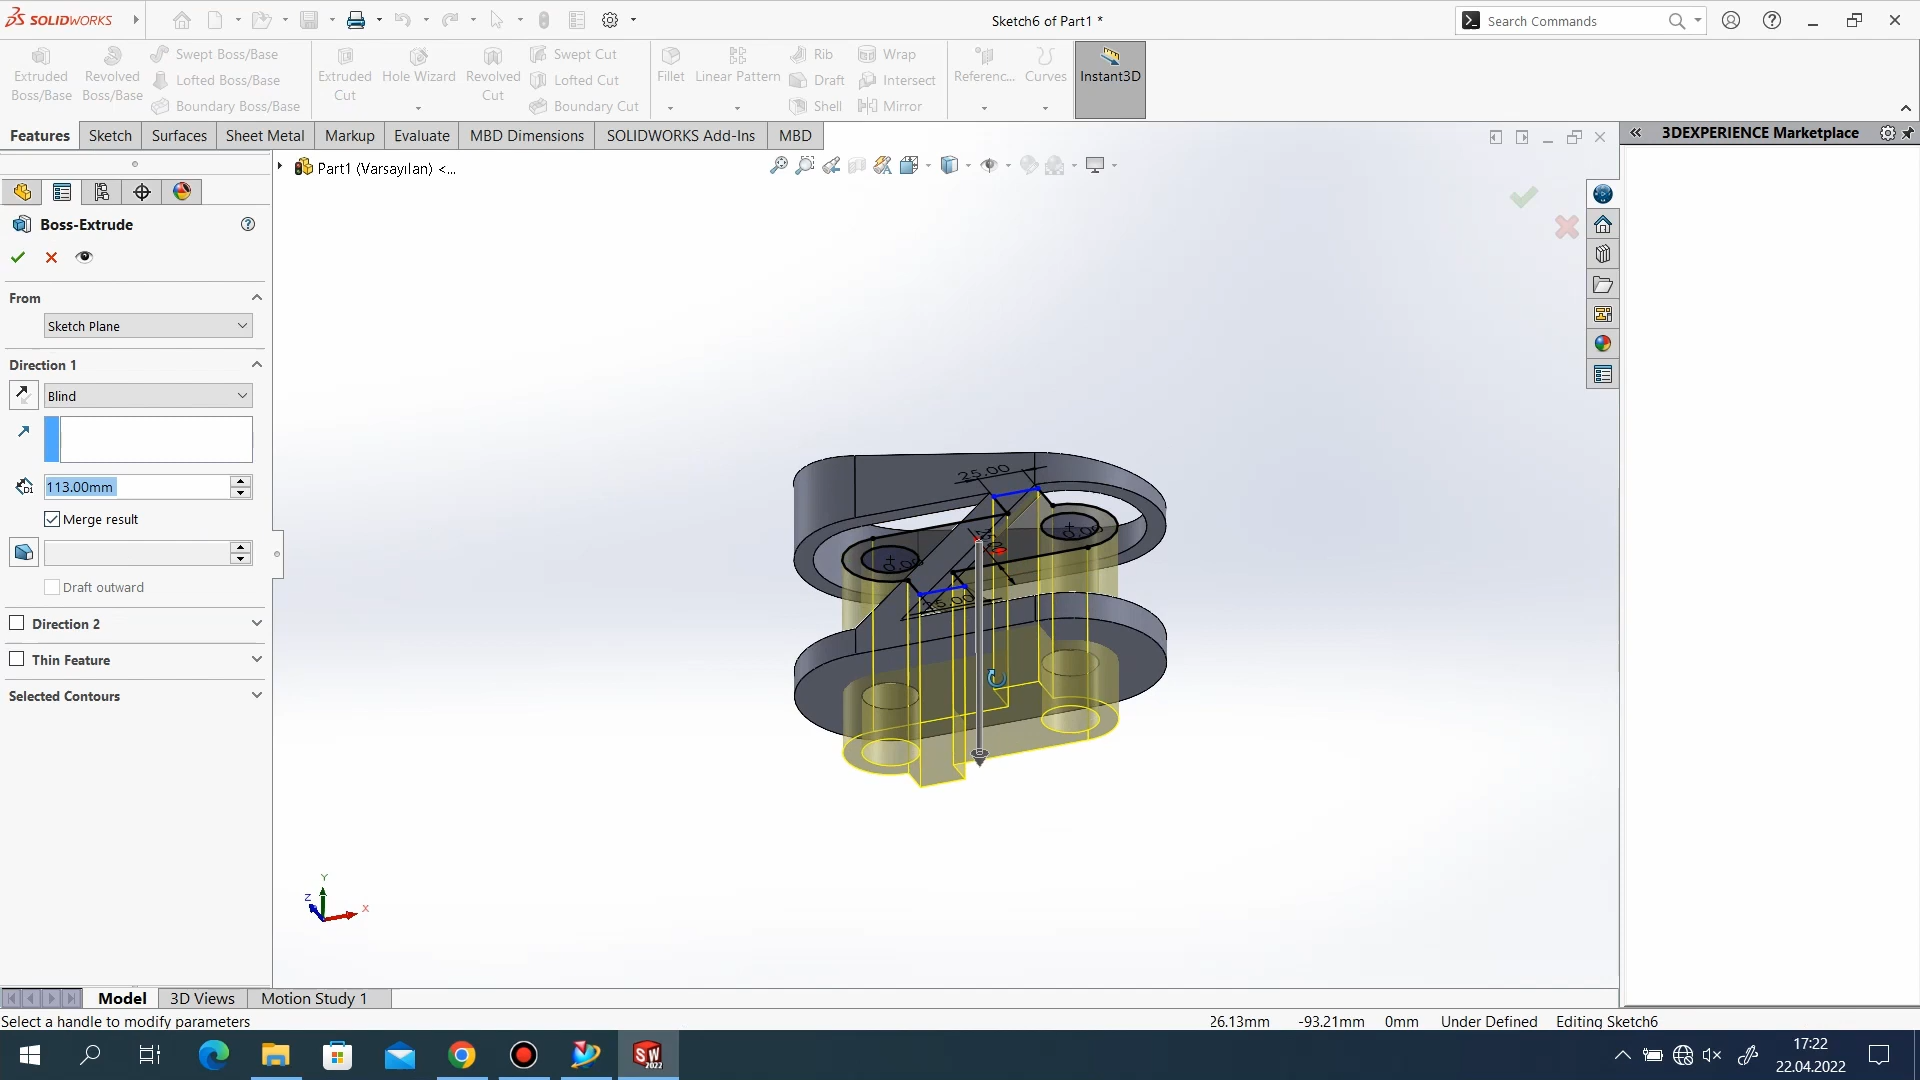 SOLIDWORKS
Sketch6 of Part1 *
Search Commands
Extruded Boss/Base
Revolved Boss/Base
Swept Boss/Base
Lofted Boss/Base
Boundary Boss/Base
Extruded Cut
Hole Wizard
Revolved Cut
Swept Cut
Lofted Cut
Boundary Cut
Fillet
Linear Pattern
Rib
Draft
Shell
Wrap
Intersect
Mirror
Referenc...
Curves
Instant3D
Features
Sketch
Surfaces
Sheet Metal
Markup
Evaluate
MBD Dimensions
SOLIDWORKS Add-Ins
MBD
3DEXPERIENCE Marketplace
Part1 (Varsayılan) <...
Boss-Extrude
From
Sketch Plane
Direction 1
Blind
D1
113.00mm
Merge result
Draft outward
Direction 2
Thin Feature
Selected Contours
25.00
25.00
Y
Z
X
Model
3D Views
Motion Study 1
Select a handle to modify parameters
26.13mm
-93.21mm
0mm
Under Defined
Editing Sketch6
SW
2022
17:22
22.04.2022